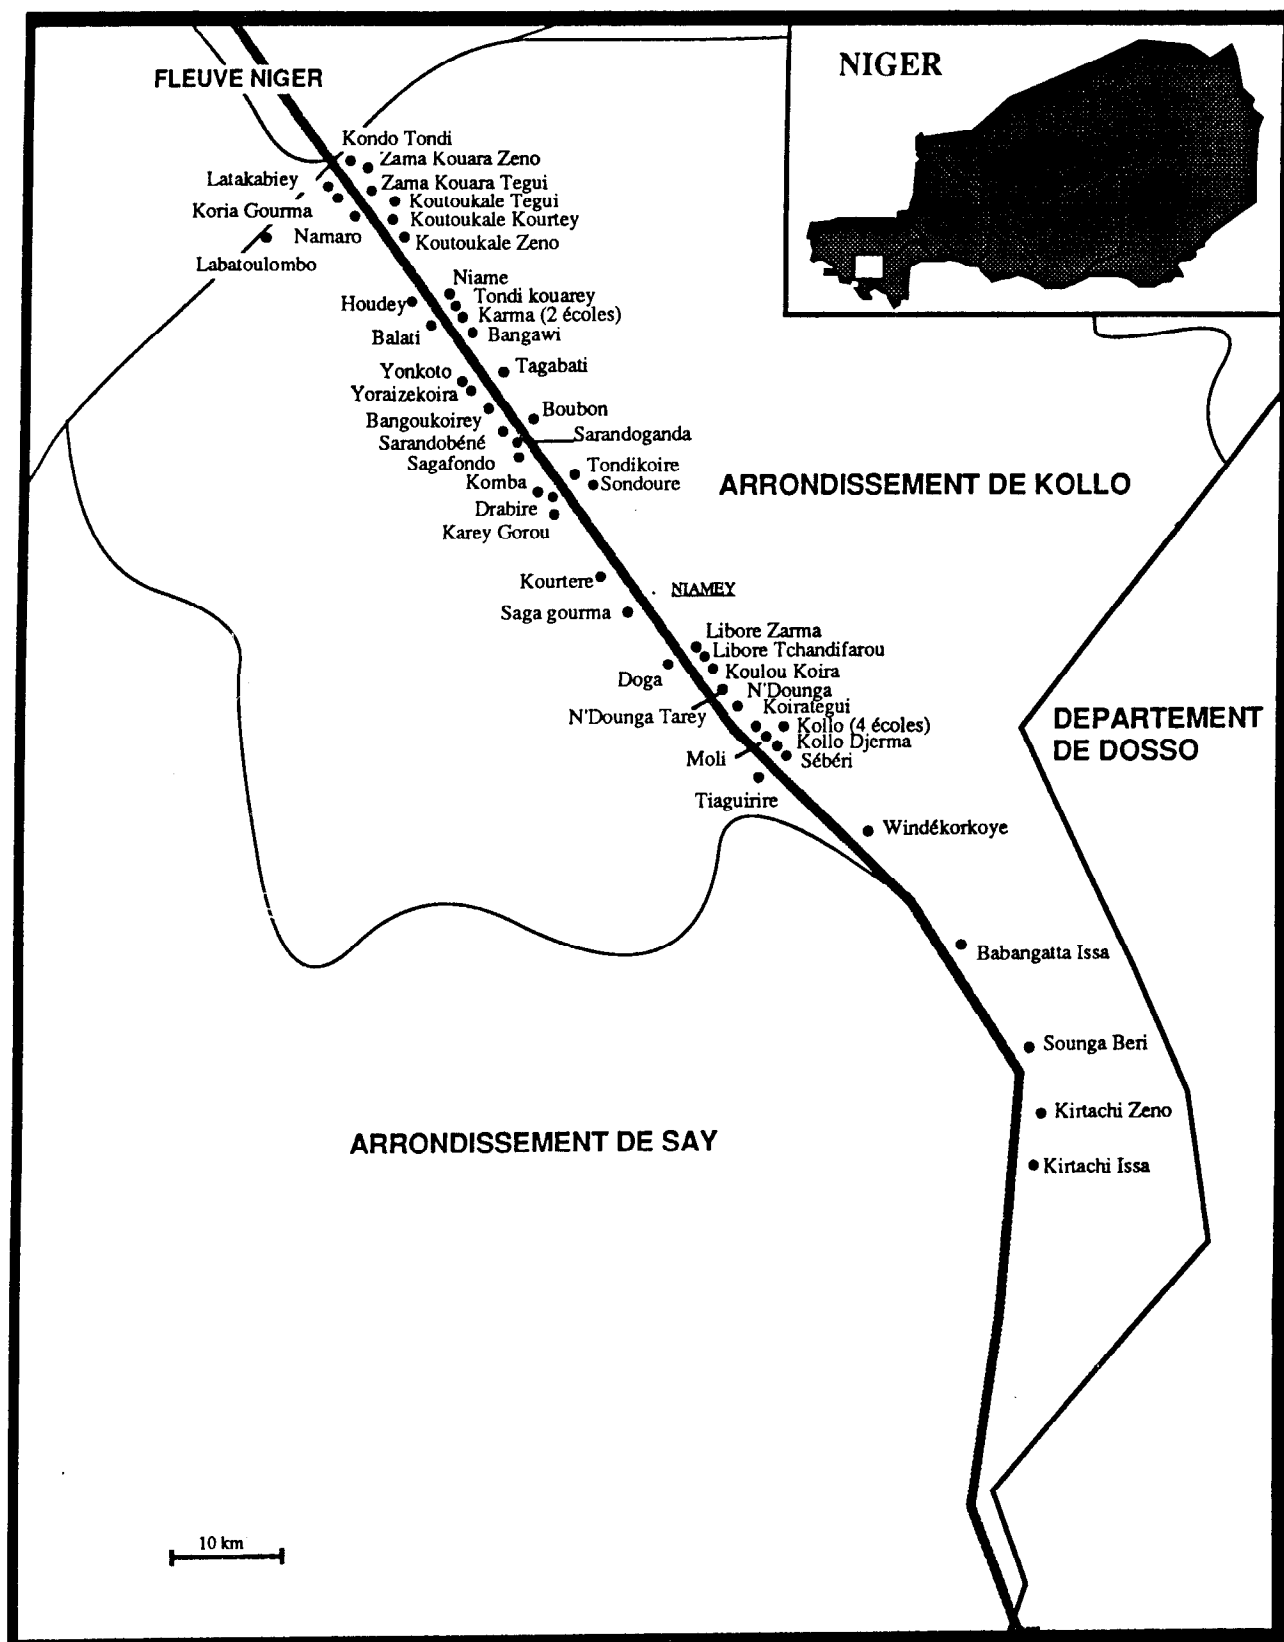 NIGER
FLEUVE NIGER
Kondo Tondi
Zama Kouara Zeno
Latakabiey
Zama Kouara Tegui
Koutoukale Tegui
Koria Gourma
Koutoukale Kourtey
Namaro
Koutoukale Zeno
Labatoulombo
Niame
Tondi kouarey
Houdey
Karma (2 écoles)
Balati
Bangawi
Tagabati
Yonkoto
Yoraizekoira
Boubon
Bangoukoirey
Sarandoganda
Sarandobéné
Sagafondo
Tondikoire
Komba
Sondoure
ARRONDISSEMENT DE KOLLO
Drabire
Karey Gorou
Kourtere
NIAMEY
Saga gourma
Libore Zarma
Libore Tchandifarou
Doga
Koulou Koira
N'Dounga
N'Dounga Tarey
Koirategui
Kollo (4 écoles)
Kollo Djerma
Moli
Sébéri
DEPARTEMENT
DE DOSSO
Tiaguirire
Windékorkoye
Babangatta Issa
Sounga Beri
Kirtachi Zeno
ARRONDISSEMENT DE SAY
Kirtachi Issa
10 km